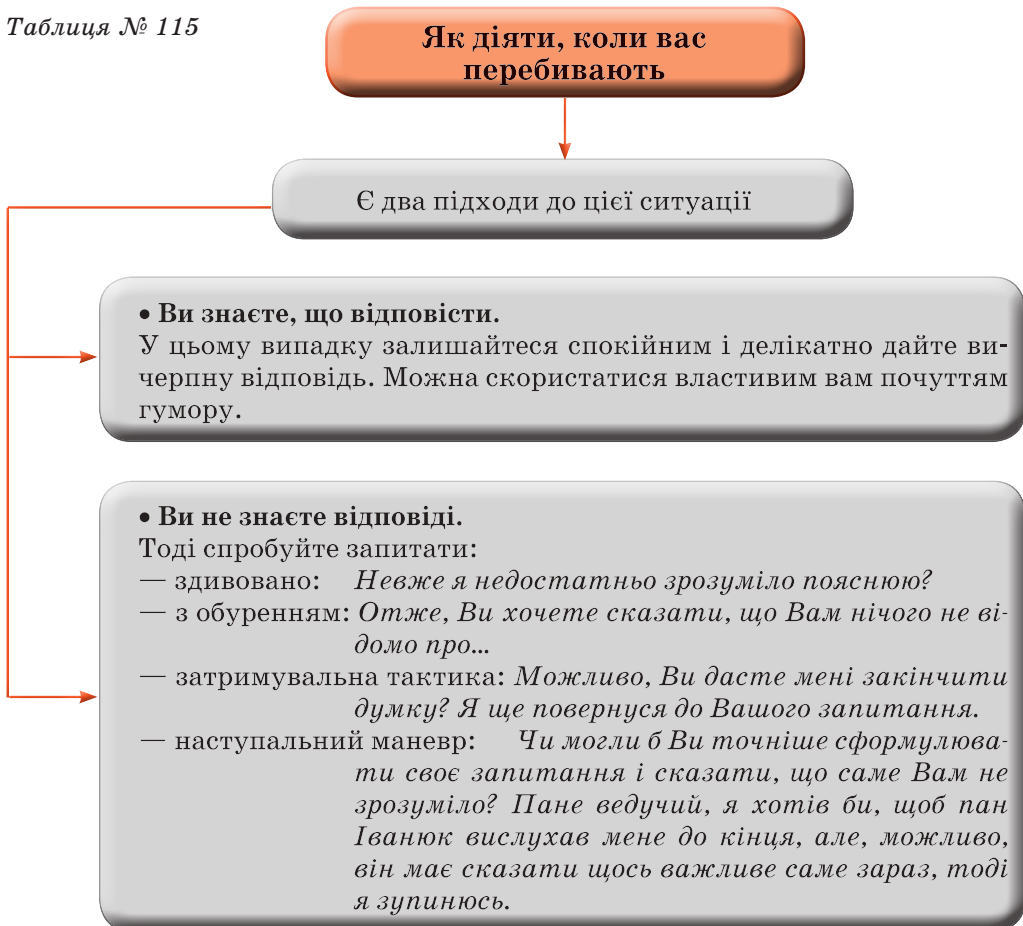 Таблиця № 115
Як діяти, коли вас
перебивають
Є два підходи до цієї ситуації
• Ви знаєте, що відповісти.
У цьому випадку залишайтеся спокійним і делікатно дайте ви-
черпну відповідь. Можна скористатися властивим вам почуттям
гумору.
• Ви не знаєте відповіді.
Тоді спробуйте запитати:
— здивовано: Невже я недостатньо зрозуміло пояснюю?
— з обуренням: Отже, Ви хочете сказати, що Вам нічого не ві-
домо про...
— затримувальна тактика: Можливо, Ви дасте мені закінчити
думку? Я ще повернуся до Вашого запитання.
— наступальний маневр: Чи могли б Ви точніше сформулюва-
ти своє запитання і сказати, що саме Вам не
зрозуміло? Пане ведучий, я хотів би, щоб пан
Іванюк вислухав мене до кінця, але, можливо,
він має сказати щось важливе саме зараз, тоді
я зупинюсь.